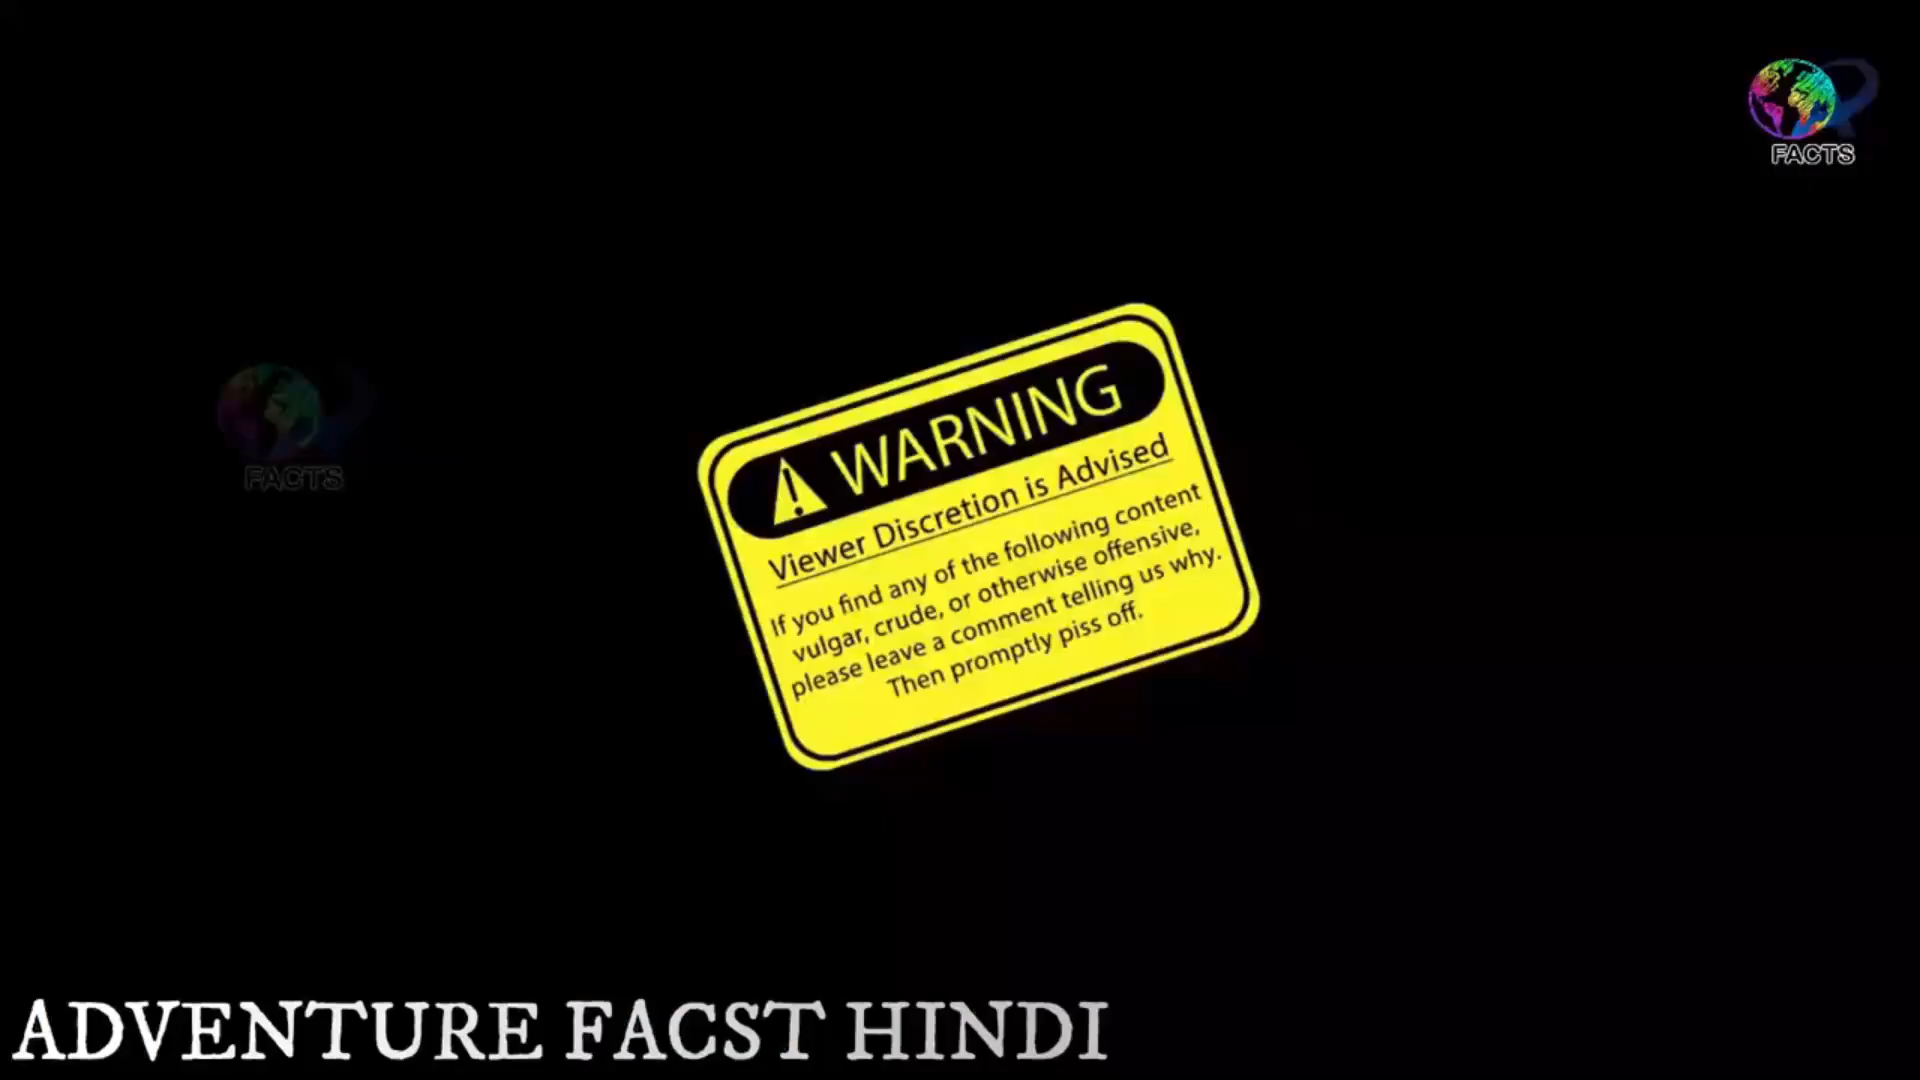 FACTS
FACTS
WARNING
Viewer Discretion is Advised
If you find any of the following content
vulgar, crude, or otherwise offensive,
please leave a comment telling us why.
Then promptly piss off.
ADVENTURE FACST HINDI